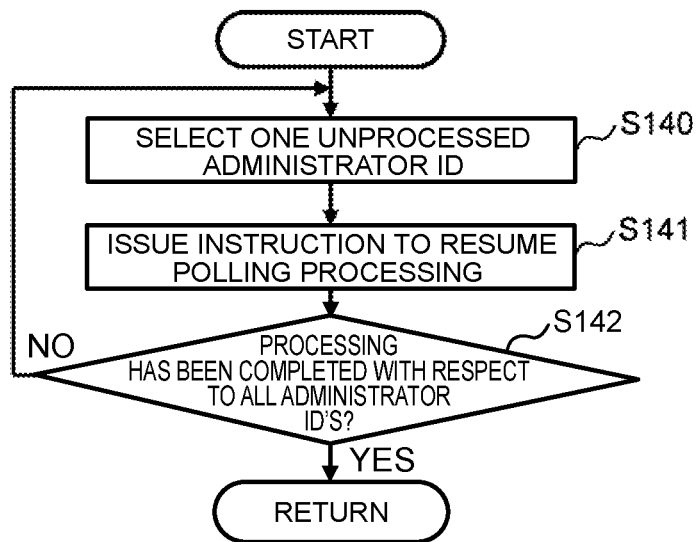 START
SELECT ONE UNPROCESSED
ADMINISTRATOR ID
S140
ISSUE INSTRUCTION TO RESUME
POLLING PROCESSING
S141
S142
NO
PROCESSING
HAS BEEN COMPLETED WITH RESPECT
TO ALL ADMINISTRATOR
ID'S?
YES
RETURN